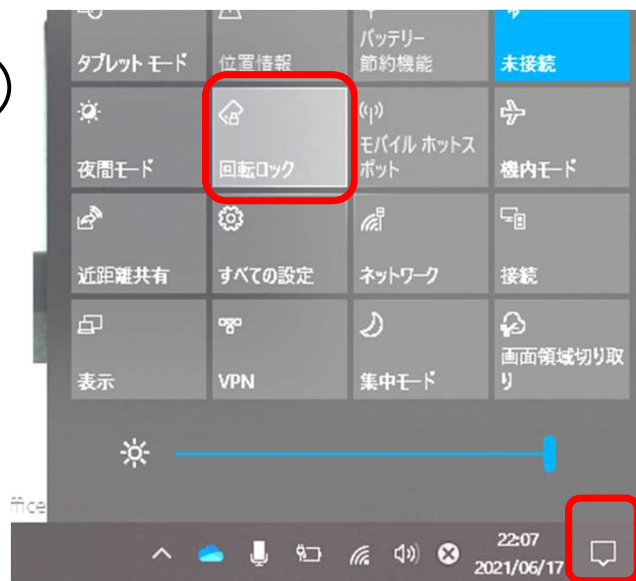 タブレット モード
位置情報
バッテリー
節約機能
未接続
夜間モード
回転ロック
モバイル ホットス
ポット
機内モード
近距離共有
すべての設定
ネットワーク
接続
表示
VPN
集中モード
画面領域切り取
り
ffice
22:07
2021/06/17